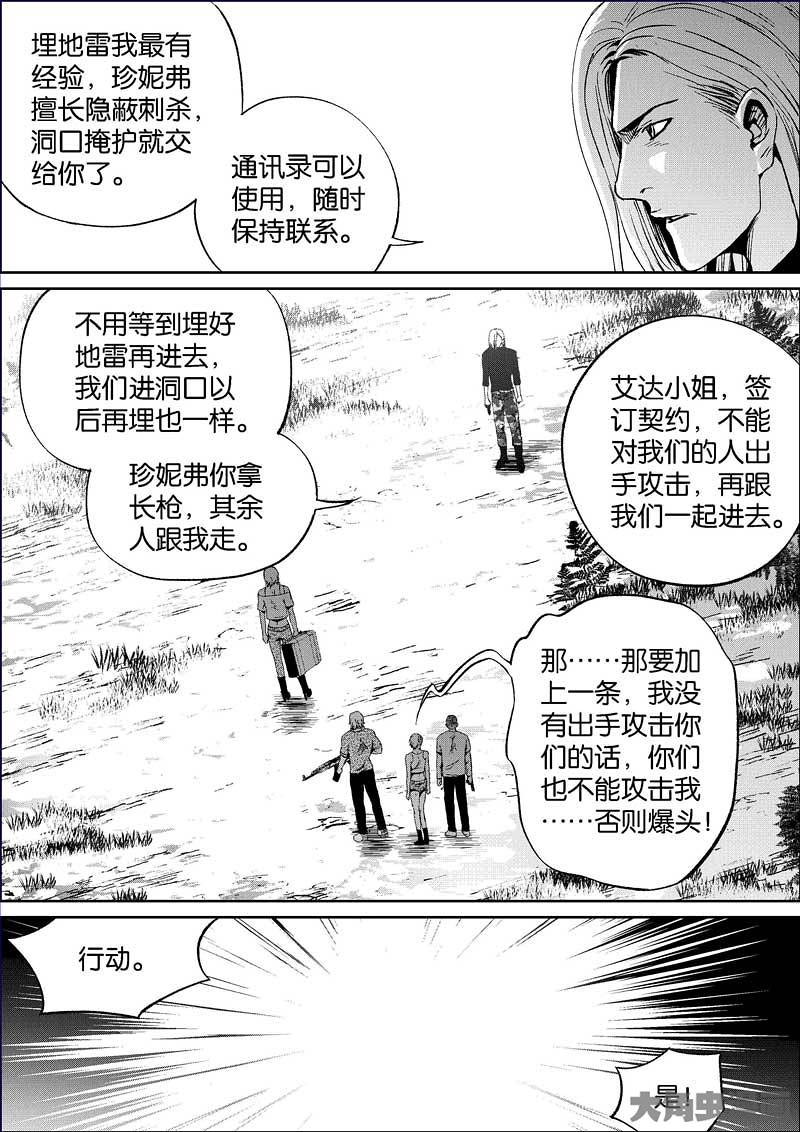 埋地雷我最有
经验，珍妮弗
擅长隐蔽刺杀，
洞口掩护就交
给你了。
通讯录可以
使用，随时
保持联系。
不用等到埋好
地雷再进去，
我们进洞口以
后再埋也一样。
珍妮弗你拿
长枪，其余
人跟我走。
艾达小姐，签
订契约，不能
对我们的人出
手攻击，再跟
我们一起进去。
那……那要加
上一条，我没
有出手攻击你
们的话，你们
也不能攻击我
……否则爆头！
行动。
是！
大角虫